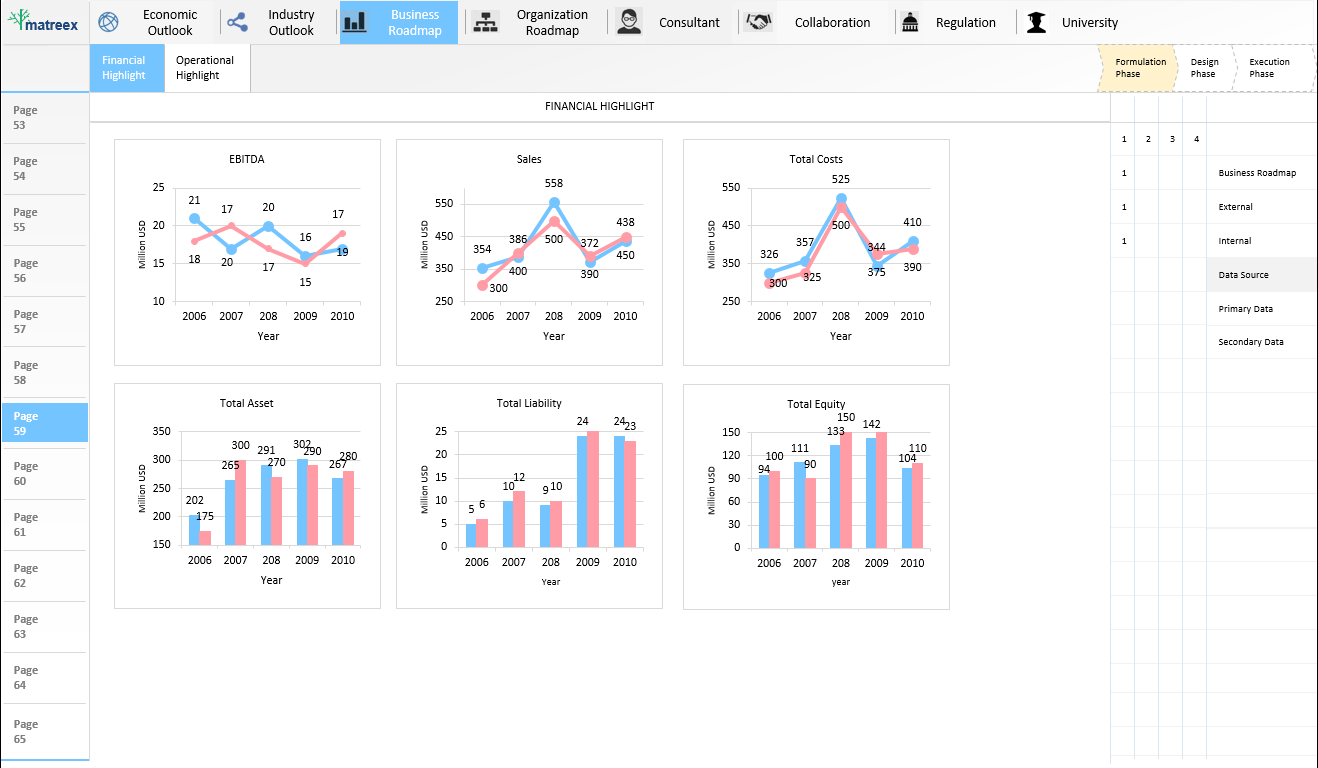 matreex
Economic
Outlook
Industry
Outlook
Business
Roadmap
Organization
Roadmap
Consultant
Collaboration
Regulation
University
Financial
Highlight
Operational
Highlight
Formulation
Phase
Design
Phase
Execution
Phase
Page
53
Page
54
Page
55
Page
56
Page
57
Page
58
Page
59
Page
60
Page
61
Page
62
Page
63
Page
64
Page
65
FINANCIAL HIGHLIGHT
EBITDA
Million USD
25
20
15
10
21
17
20
16
17
18
20
17
15
19
2006 2007 208 2009 2010
Year
Sales
Million USD
550
450
350
250
558
354
386
372
438
300
400
500
390
450
2006 2007 208 2009 2010
Year
Total Costs
Million USD
550
450
350
250
525
326
357
344
410
300
325
500
375
390
2006 2007 208 2009 2010
Year
Total Asset
Million USD
350
300
250
200
150
202
175
265
300
291
270
302
290
267
280
2006 2007 208 2009 2010
Year
Total Liability
Million USD
25
20
15
10
5
0
5
6
10
12
9
10
24
24
23
2006 2007 208 2009 2010
Year
Total Equity
Million USD
150
120
90
60
30
0
94
100
111
90
133
150
142
104
110
2006 2007 208 2009 2010
year
1 2 3 4
1 Business Roadmap
1 External
1 Internal
Data Source
Primary Data
Secondary Data